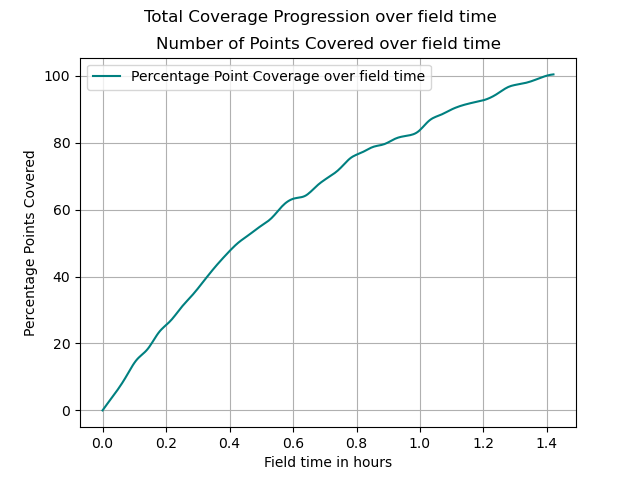 Total Coverage Progression over field time
Number of Points Covered over field time
Percentage Point Coverage over field time
Percentage Points Covered
100
80
60
40
20
0
0.0 0.2 0.4 0.6 0.8 1.0 1.2 1.4
Field time in hours